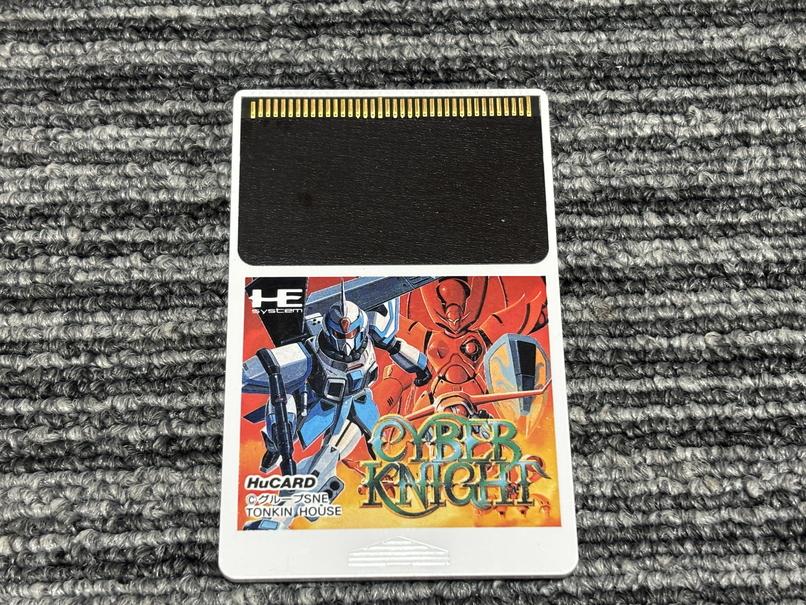 HE
system
CYBER
KNIGHT
HuCARD
©グループSNE
TONKIN HOUSE